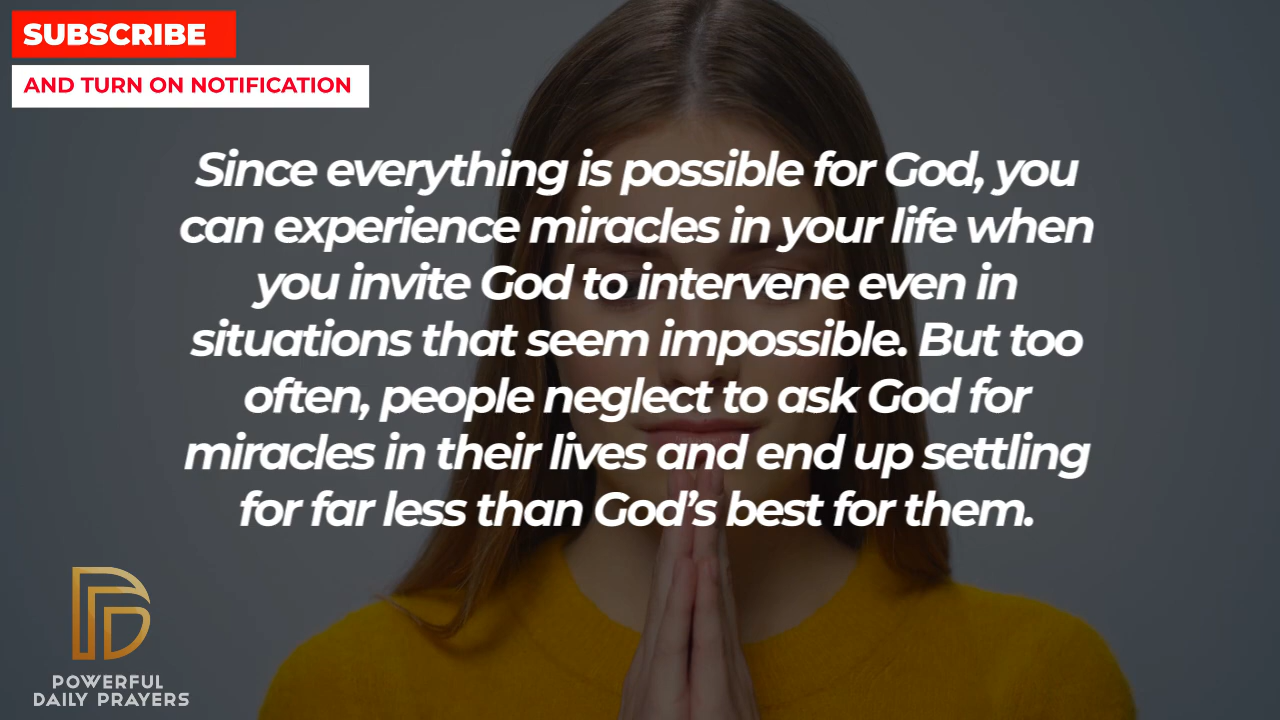 SUBSCRIBE
AND TURN ON NOTIFICATION
Since everything is possible for God, you
can experience miracles in your life when
you invite God to intervene even in
situations that seem impossible. But too
often, people neglect to ask God for
miracles in their lives and end up settling
for far less than God’s best for them.
POWERFUL
DAILY PRAYERS